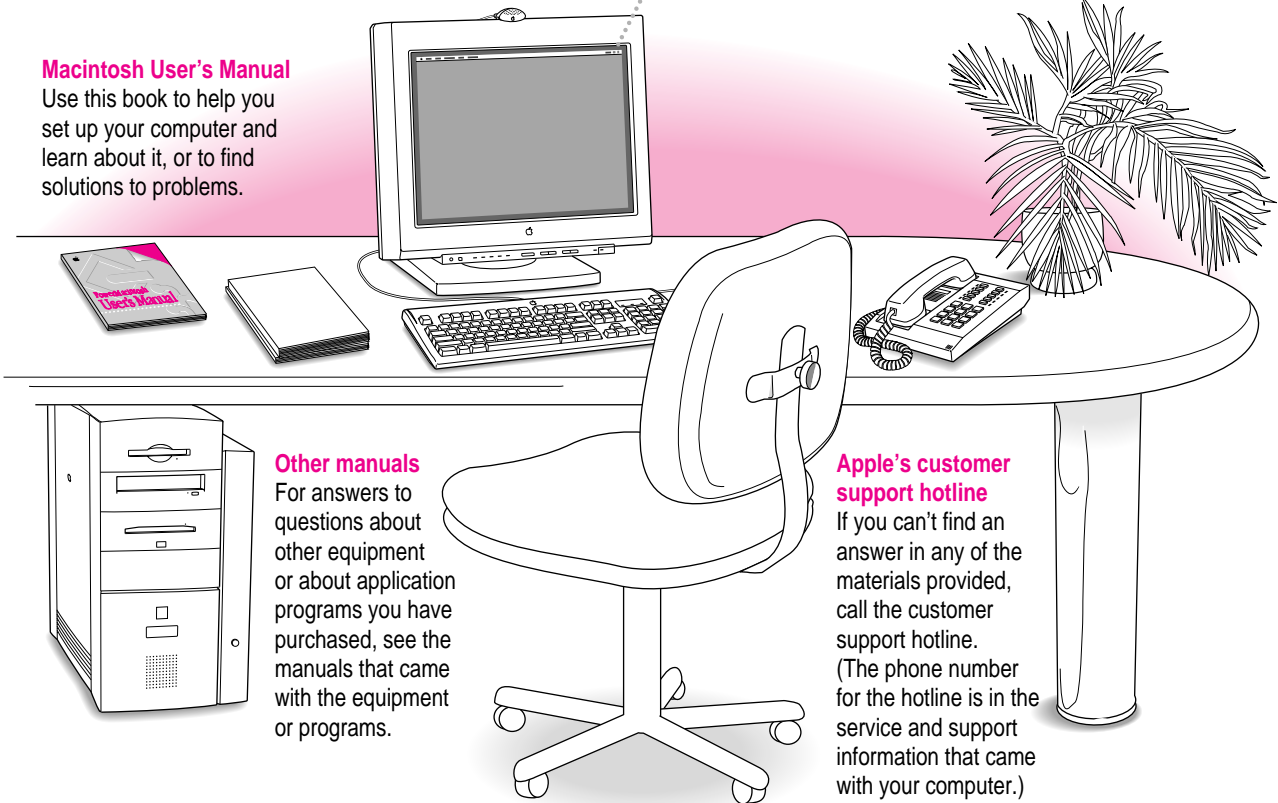 Macintosh User’s Manual
Use this book to help you
set up your computer and
learn about it, or to find
solutions to problems.
Power Macintosh
User’s Manual
Other manuals
For answers to
questions about
other equipment
or about application
programs you have
purchased, see the
manuals that came
with the equipment
or programs.
Apple’s customer
support hotline
If you can’t find an
answer in any of the
materials provided,
call the customer
support hotline.
(The phone number
for the hotline is in the
service and support
information that came
with your computer.)